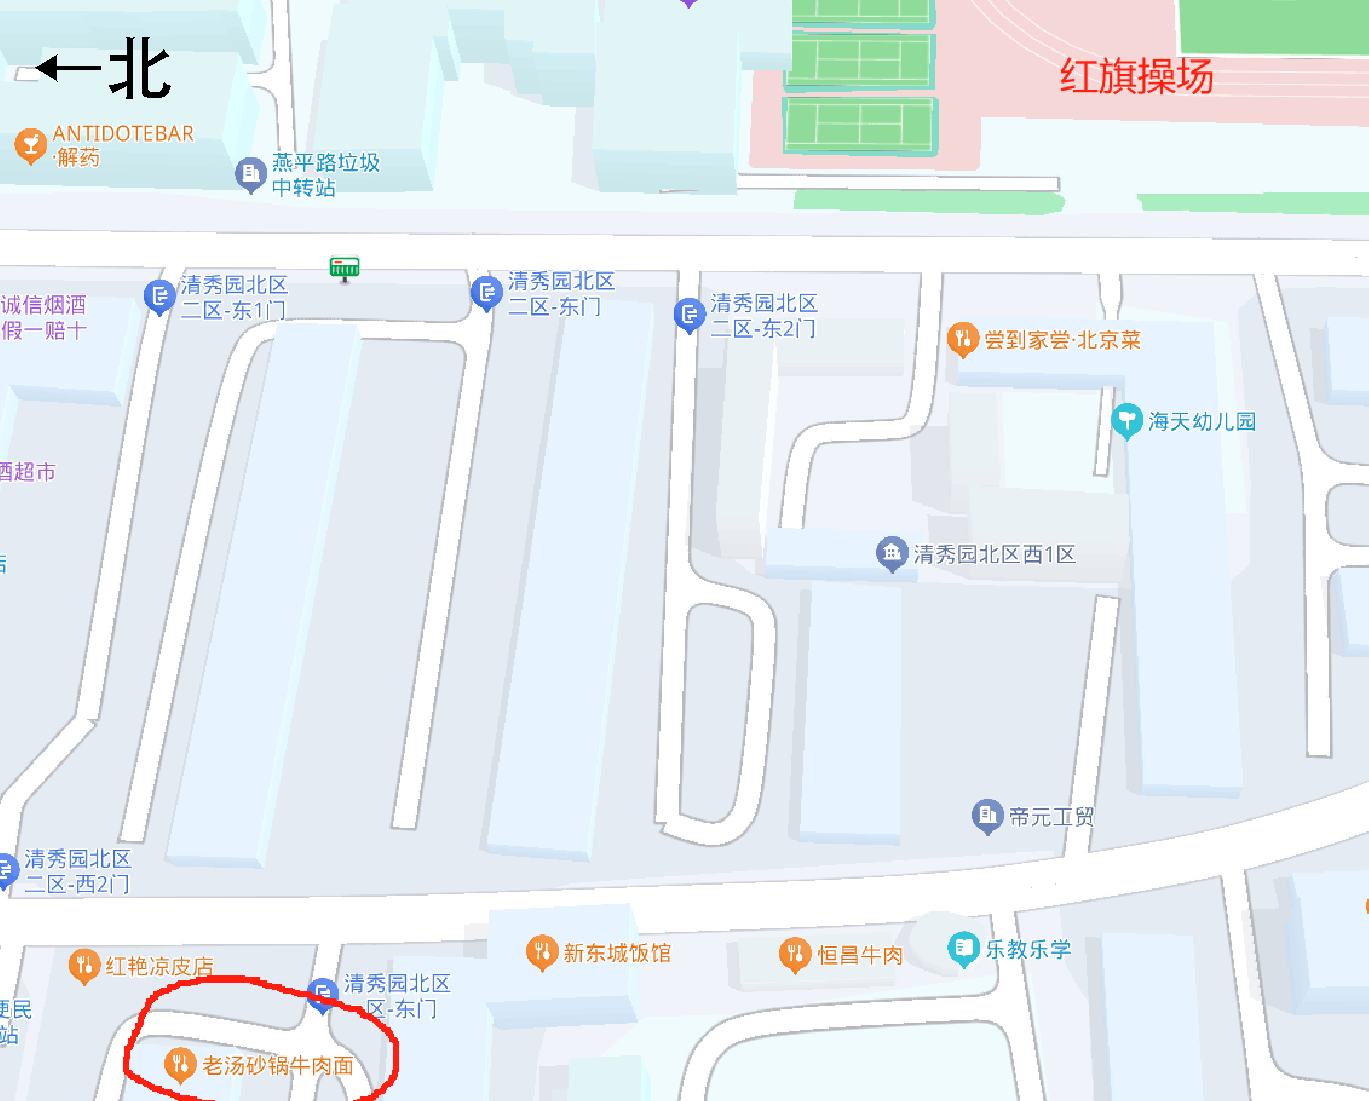 北
红旗操场
ANTIDOTEBAR
·解药
燕平路垃圾
中转站
清秀园北区
二区-东1门
清秀园北区
二区-东门
清秀园北区
二区-东2门
诚信烟酒
假一赔十
尝到家尝·北京菜
海天幼儿园
酒超市
清秀园北区西1区
帝元工贸
清秀园北区
二区-西2门
红艳凉皮店
新东城饭馆
恒昌牛肉
乐教乐学
清秀园北区
区-东门
便民
站
老汤砂锅牛肉面